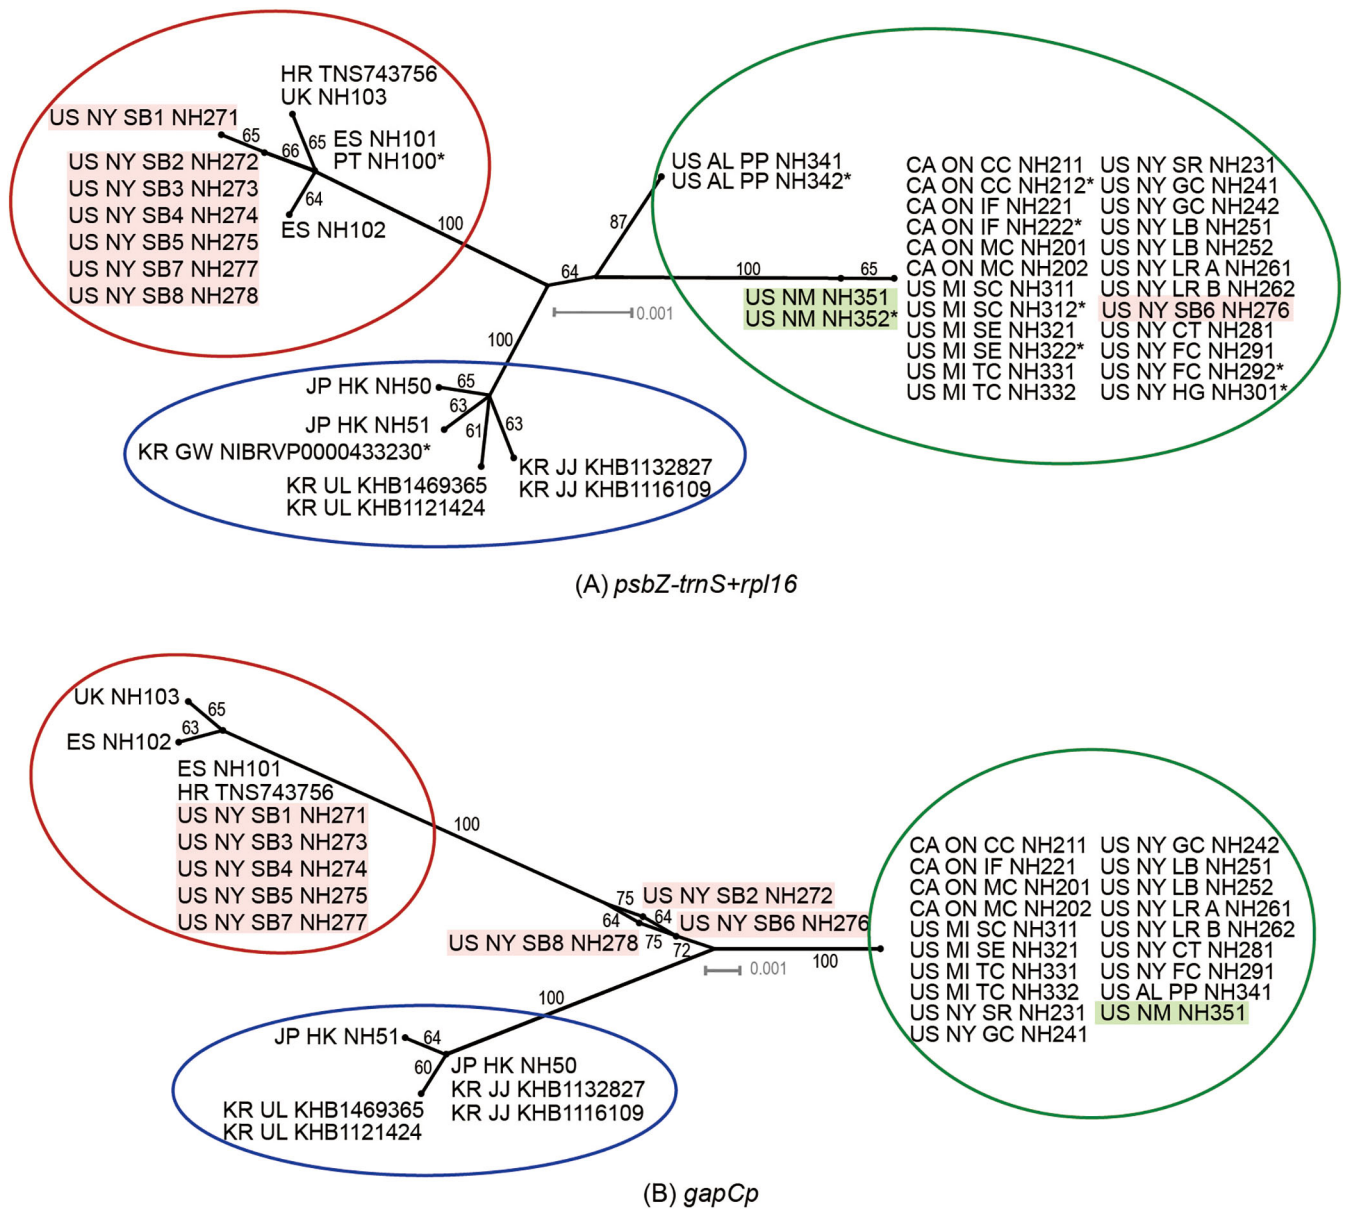 HR TNS743756
UK NH103
US NY SB1 NH271
65
65
ES NH101
PT NH100*
66
US NY SB2 NH272
US NY SB3 NH273
US NY SB4 NH274
US NY SB5 NH275
US NY SB7 NH277
US NY SB8 NH278
64
ES NH102
100
US AL PP NH341
US AL PP NH342*
87
64
100
65
0.001
US NM NH351
US NM NH352*
CA ON CC NH211
CA ON CC NH212*
CA ON IF NH221
CA ON IF NH222*
CA ON MC NH201
CA ON MC NH202
US MI SC NH311
US MI SC NH312*
US MI SE NH321
US MI SE NH322*
US MI TC NH331
US MI TC NH332
US NY SR NH231
US NY GC NH241
US NY GC NH242
US NY LB NH251
US NY LB NH252
US NY LR A NH261
US NY LR B NH262
US NY SB6 NH276
US NY CT NH281
US NY FC NH291
US NY FC NH292*
US NY HG NH301*
100
JP HK NH50
65
JP HK NH51
63
61
63
KR GW NIBRVP0000433230*
KR UL KHB1469365
KR UL KHB1121424
KR JJ KHB1132827
KR JJ KHB1116109
(A) psbZ-trnS+rpl16
UK NH103
65
ES NH102
63
ES NH101
HR TNS743756
US NY SB1 NH271
US NY SB3 NH273
US NY SB4 NH274
US NY SB5 NH275
US NY SB7 NH277
100
75
US NY SB2 NH272
64
64
US NY SB6 NH276
US NY SB8 NH278
75
72
100
0.001
CA ON CC NH211
CA ON IF NH221
CA ON MC NH201
CA ON MC NH202
US MI SC NH311
US MI SE NH321
US MI TC NH331
US MI TC NH332
US NY SR NH231
US NY GC NH241
US NY GC NH242
US NY LB NH251
US NY LB NH252
US NY LR A NH261
US NY LR B NH262
US NY CT NH281
US NY FC NH291
US AL PP NH341
US NM NH351
100
JP HK NH51
64
60
JP HK NH50
KR JJ KHB1132827
KR JJ KHB1116109
KR UL KHB1469365
KR UL KHB1121424
(B) gapCp